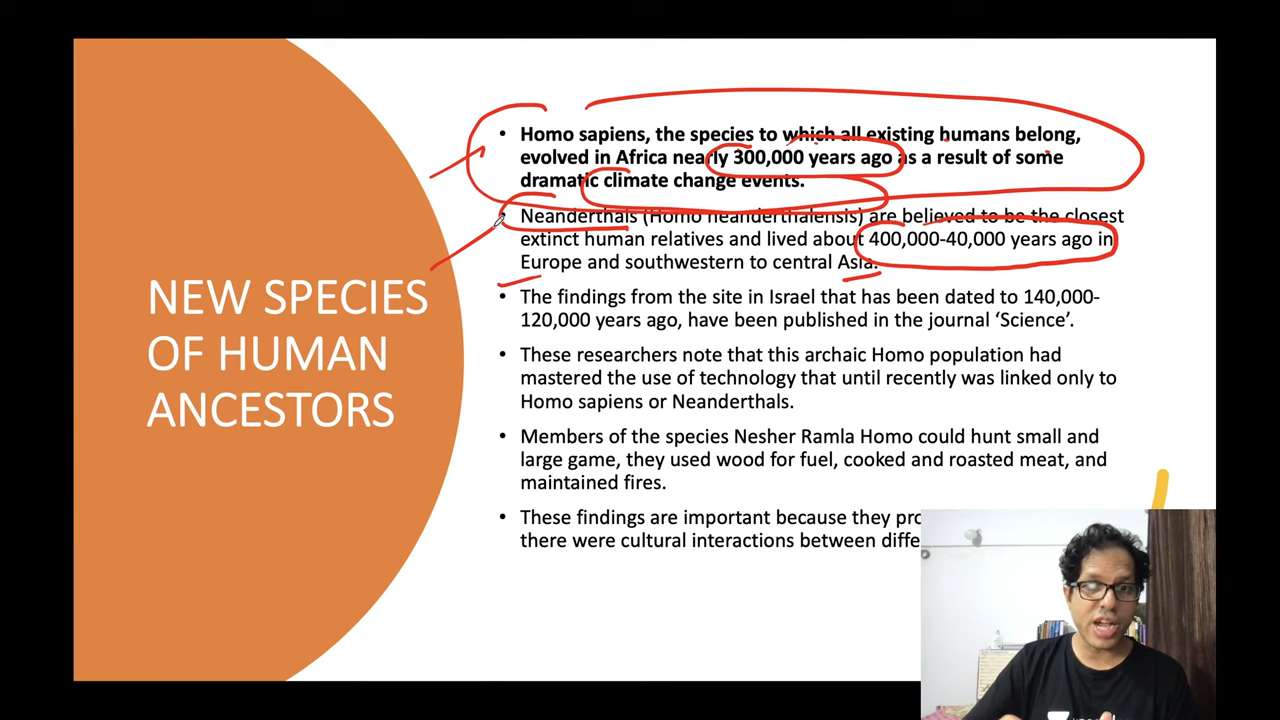 NEW SPECIES
OF HUMAN
ANCESTORS
• Homo sapiens, the species to which all existing humans belong,
evolved in Africa nearly 300,000 years ago as a result of some
dramatic climate change events.
• Neanderthals (Homo neanderthalensis) are believed to be the closest
extinct human relatives and lived about 400,000-40,000 years ago in
Europe and southwestern to central Asia.
• The findings from the site in Israel that has been dated to 140,000-
120,000 years ago, have been published in the journal ‘Science’.
• These researchers note that this archaic Homo population had
mastered the use of technology that until recently was linked only to
Homo sapiens or Neanderthals.
• Members of the species Nesher Ramla Homo could hunt small and
large game, they used wood for fuel, cooked and roasted meat, and
maintained fires.
• These findings are important because they
there were cultural interactions between